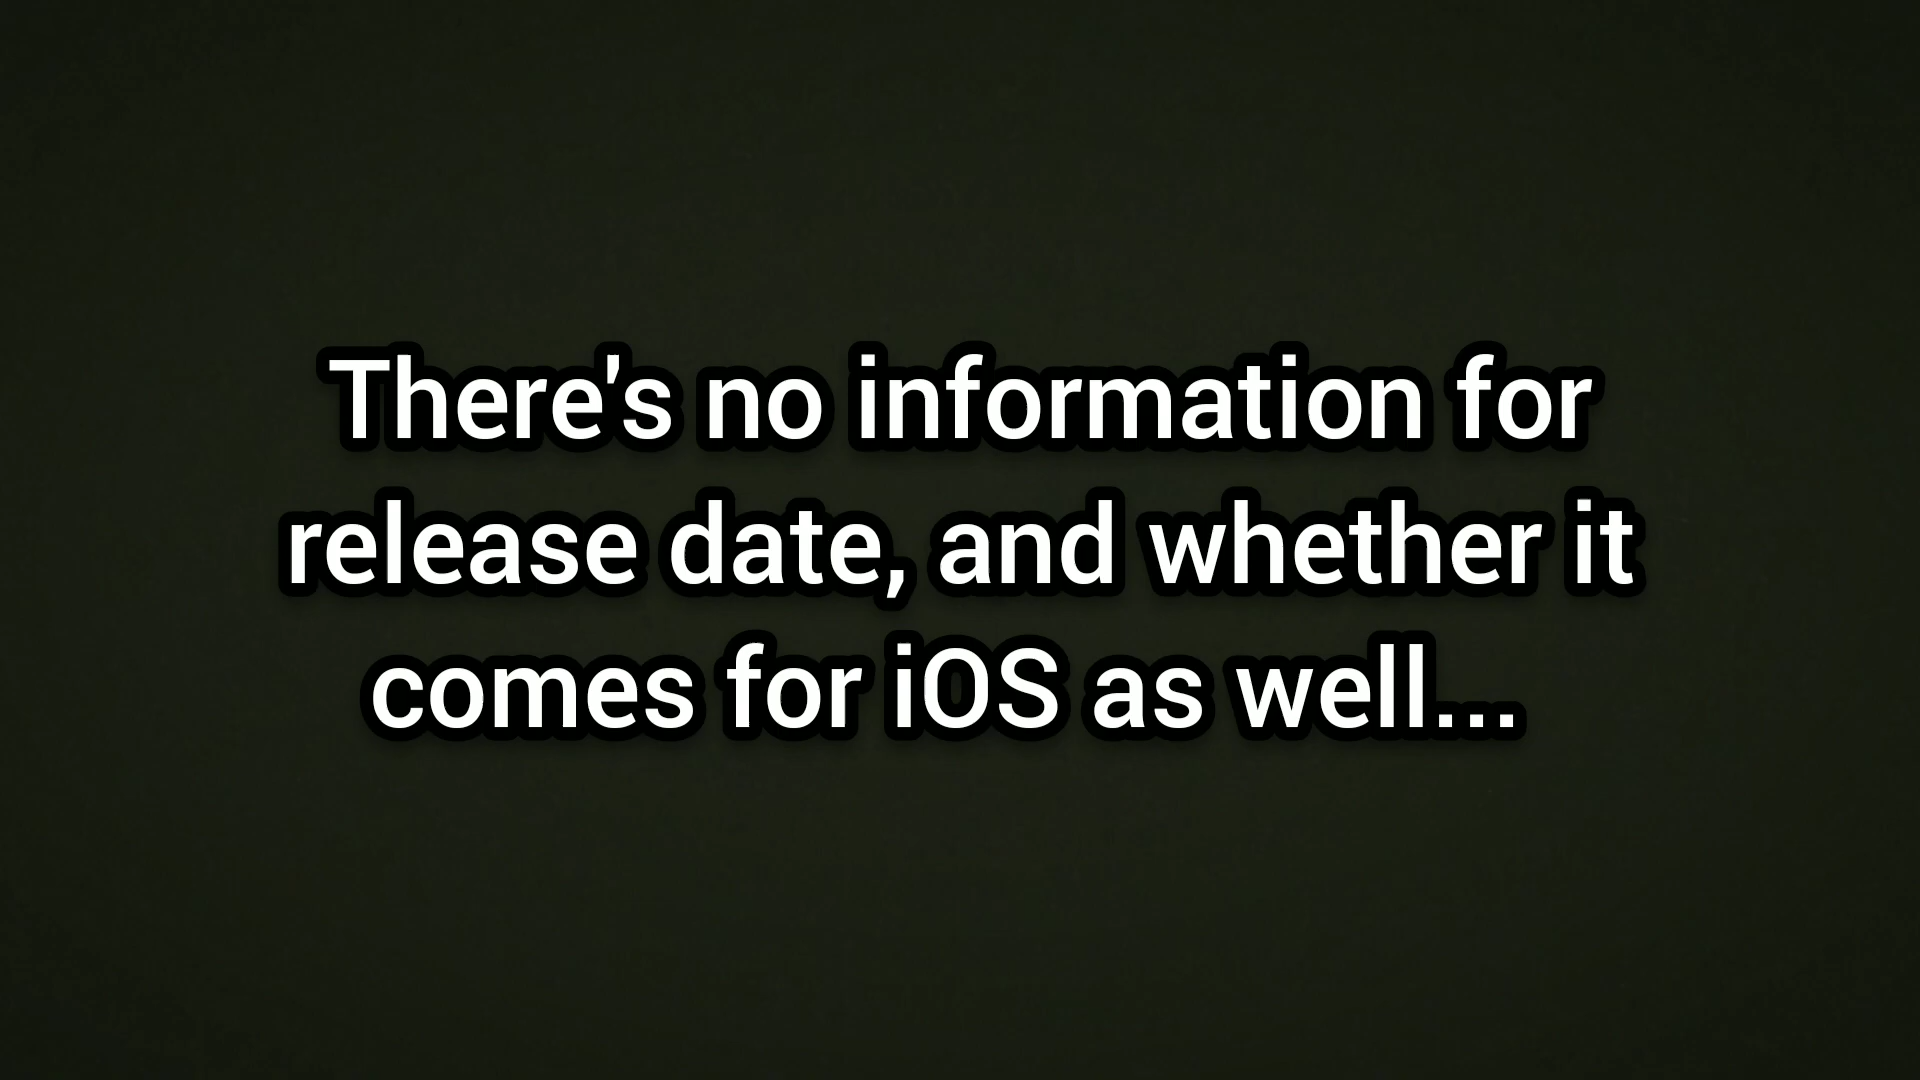 There's no information for
release date, and whether it
comes for iOS as well...